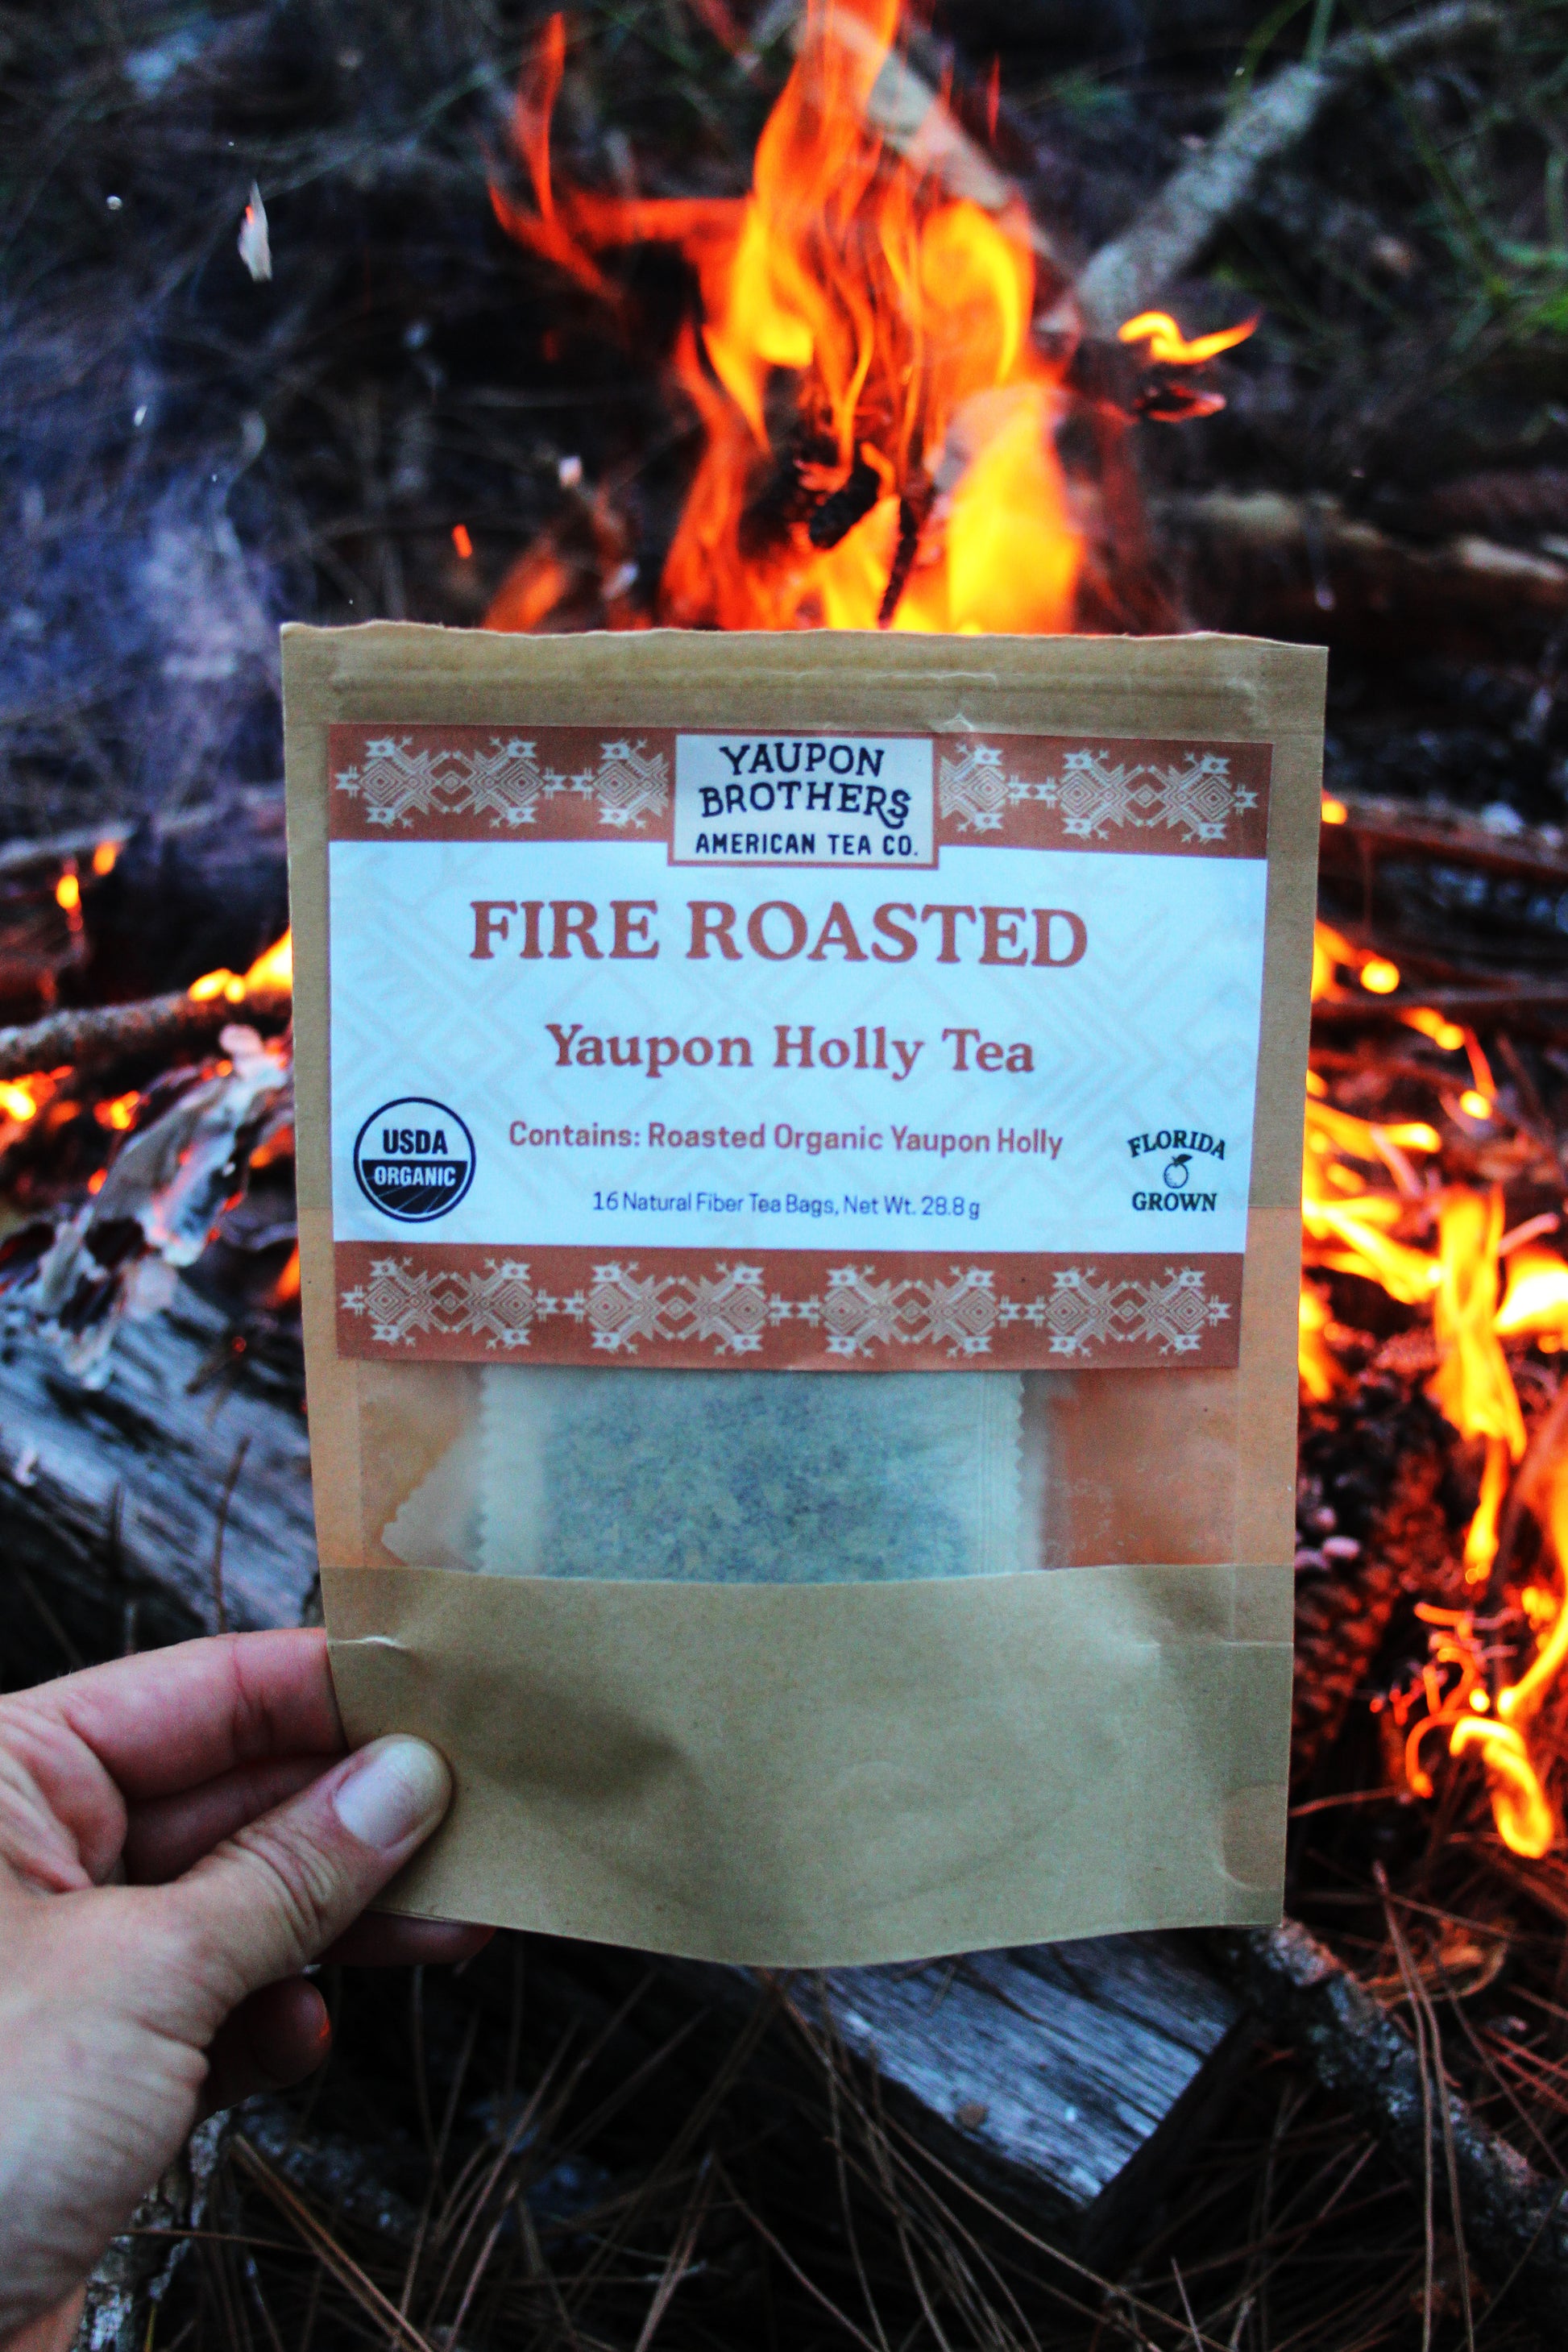 YAUPON
BROTHERS
AMERICAN TEA CO.
FIRE ROASTED
Yaupon Holly Tea
Contains: Roasted Organic Yaupon Holly
16 Natural Fiber Tea Bags, Net Wt. 28.8 g
USDA
ORGANIC
FLORIDA
GROWN